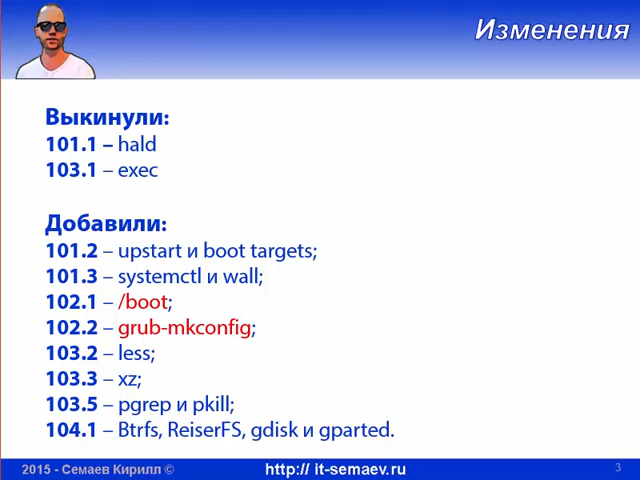 Изменения
Выкинули:
101.1 – hald
103.1 – exec
Добавили:
101.2 – upstart и boot targets;
101.3 – systemctl и wall;
102.1 – /boot;
102.2 – grub-mkconfig;
103.2 – less;
103.3 – xz;
103.5 – pgrep и pkill;
104.1 – Btrfs, ReiserFS, gdisk и gparted.
2015 - Семаев Кирилл © http:// it-semaev.ru 3